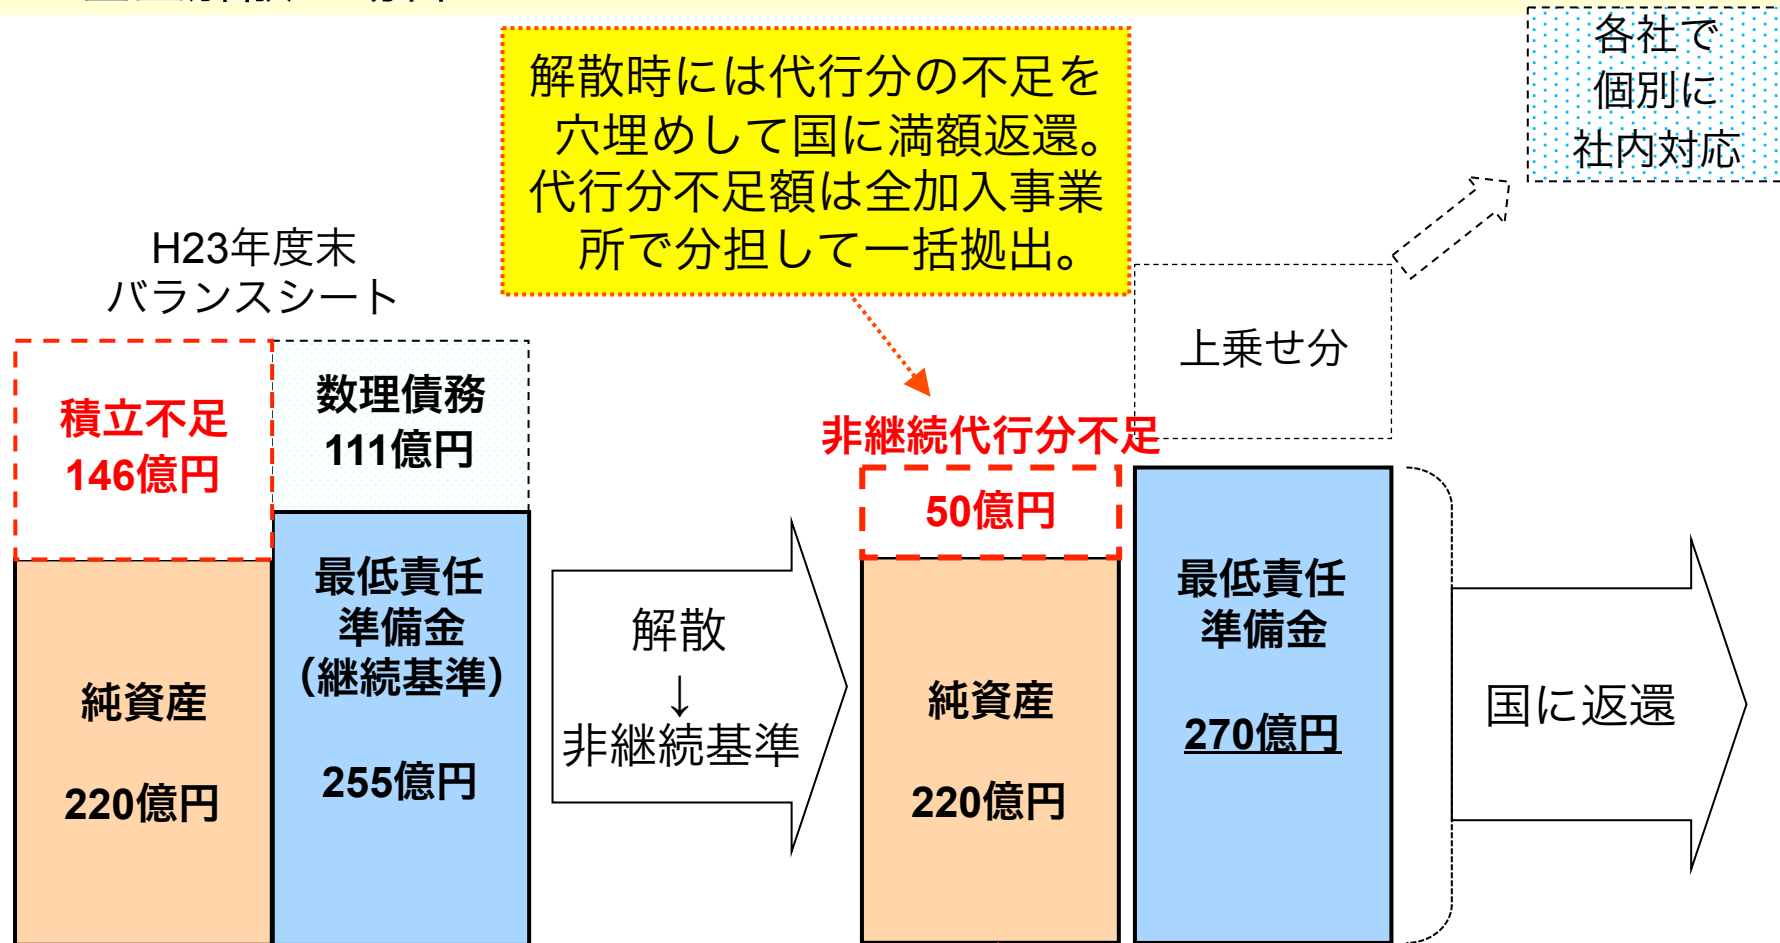 各社で
個別に
社内対応
解散時には代行分の不足を
穴埋めして国に満額返還。
代行分不足額は全加入事業
所で分担して一括拠出。
H23年度末
バランスシート
積立不足
146億円
数理債務
111億円
上乗せ分
非継続代行分不足
50億円
最低責任
準備金
（継続基準）
255億円
純資産
220億円
解散
↓
非継続基準
純資産
220億円
最低責任
準備金
270億円
国に返還